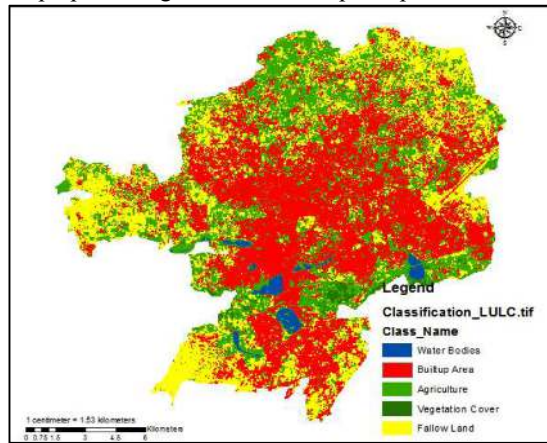 N
S
Legend
Classification_LULC.tif
Class_Name
Water Bodies
Builtup Area
Agriculture
Vegetation Cover
Fallow Land
1 centimeter = 1.53 kilometers
Kilometers
0 0.75 1.5 3 4.5 6